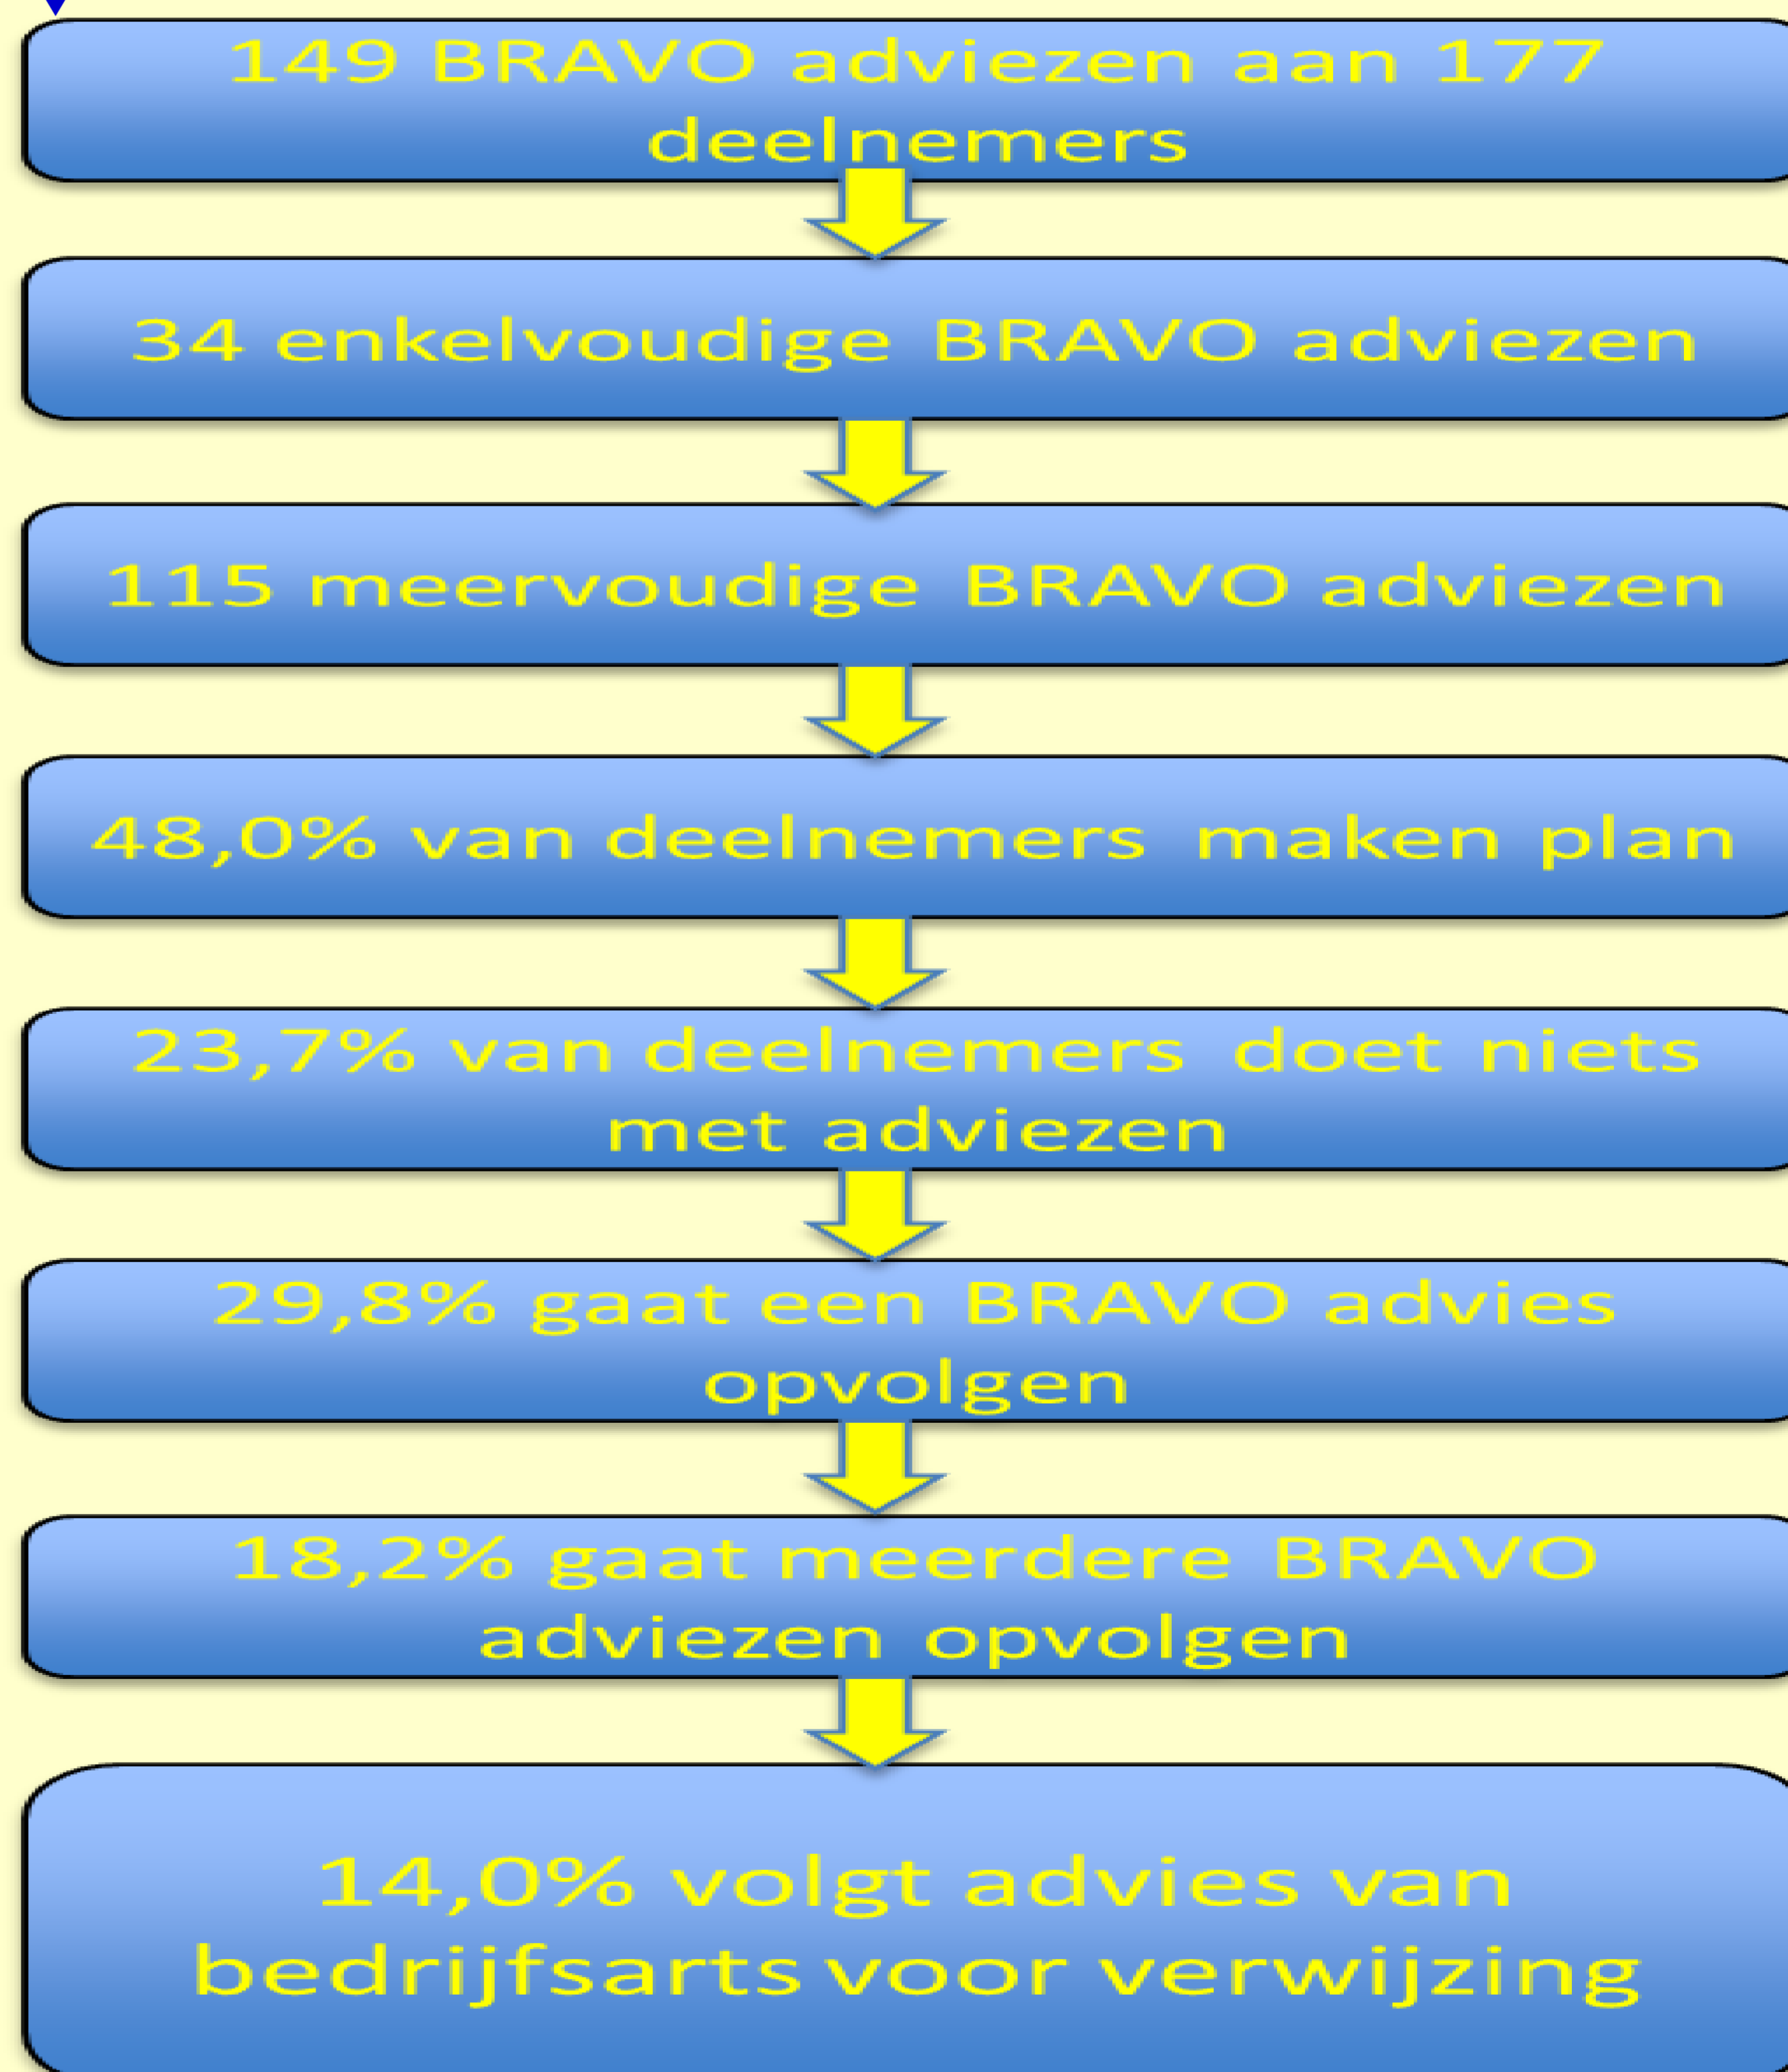 149 BRAVO adviezen aan 177
deelnemers
34 enkelvoudige BRAVO adviezen
115 meervoudige BRAVO adviezen
48,0% van deelnemers maken plan
23,7% van deelnemers doet niets
met adviezen
29,8% gaat een BRAVO advies
opvolgen
18,2% gaat meerdere BRAVO
adviezen opvolgen
14,0% volgt advies van
bedrijfsarts voor verwijzing